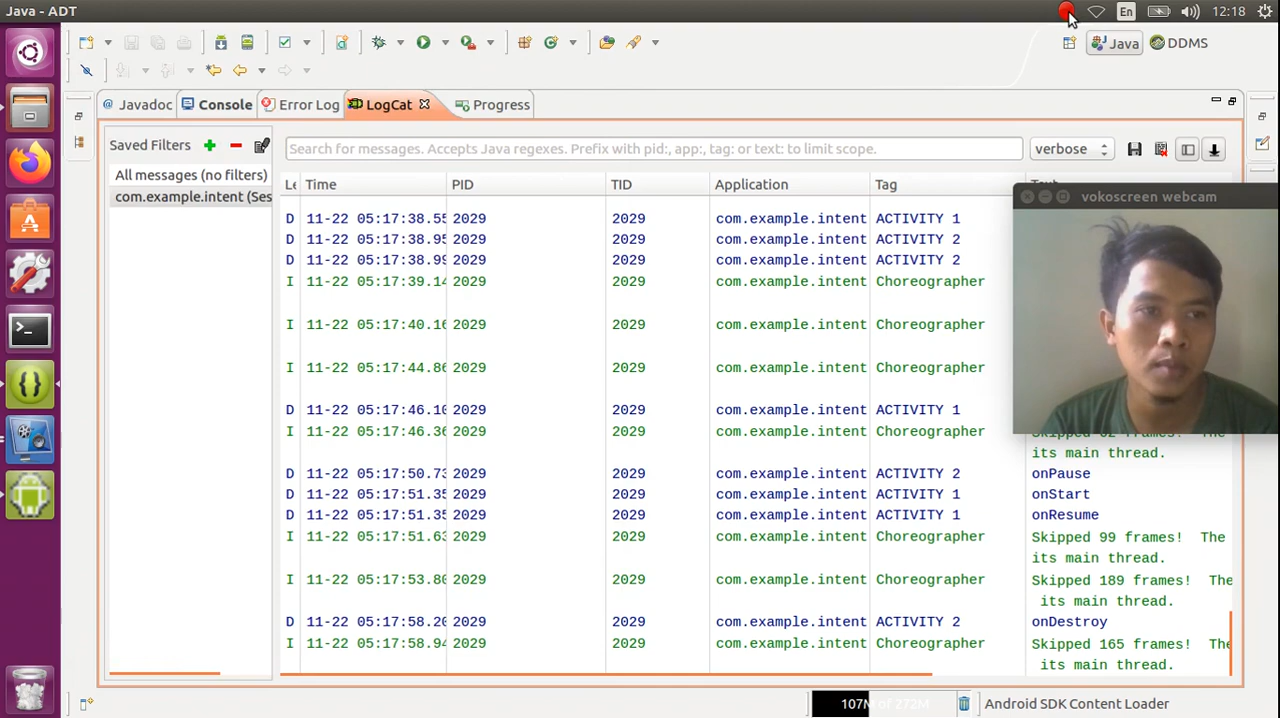 Java - ADT
En
12:18
Java
DDMS
Javadoc
Console
Error Log
LogCat
Progress
Saved Filters
Search for messages. Accepts Java regexes. Prefix with pid:, app:, tag: or text: to limit scope.
verbose
All messages (no filters)
com.example.intent (Ses
Le Time PID TID Application Tag
vokoscreen webcam
D 11-22 05:17:38.55 2029 2029 com.example.intent ACTIVITY 1
D 11-22 05:17:38.95 2029 2029 com.example.intent ACTIVITY 2
D 11-22 05:17:38.99 2029 2029 com.example.intent ACTIVITY 2
I 11-22 05:17:39.14 2029 2029 com.example.intent Choreographer
I 11-22 05:17:40.16 2029 2029 com.example.intent Choreographer
I 11-22 05:17:44.86 2029 2029 com.example.intent Choreographer
D 11-22 05:17:46.10 2029 2029 com.example.intent ACTIVITY 1
I 11-22 05:17:46.36 2029 2029 com.example.intent Choreographer
its main thread.
D 11-22 05:17:50.73 2029 2029 com.example.intent ACTIVITY 2 onPause
D 11-22 05:17:51.35 2029 2029 com.example.intent ACTIVITY 1 onStart
D 11-22 05:17:51.35 2029 2029 com.example.intent ACTIVITY 1 onResume
I 11-22 05:17:51.63 2029 2029 com.example.intent Choreographer Skipped 99 frames! The
its main thread.
I 11-22 05:17:53.80 2029 2029 com.example.intent Choreographer Skipped 189 frames! The
its main thread.
D 11-22 05:17:58.20 2029 2029 com.example.intent ACTIVITY 2 onDestroy
I 11-22 05:17:58.94 2029 2029 com.example.intent Choreographer Skipped 165 frames! The
its main thread.
107M of 272M
Android SDK Content Loader